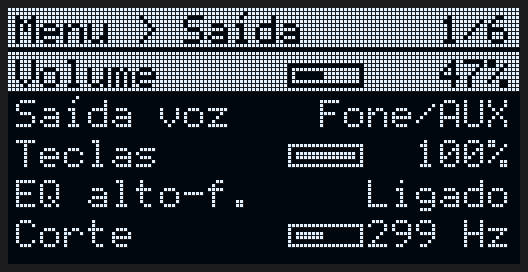 Menu > Saída 1/6
Volume 47%
Saída voz Fone/AUX
Teclas 100%
EQ alto-f. Ligado
Corte 299 Hz